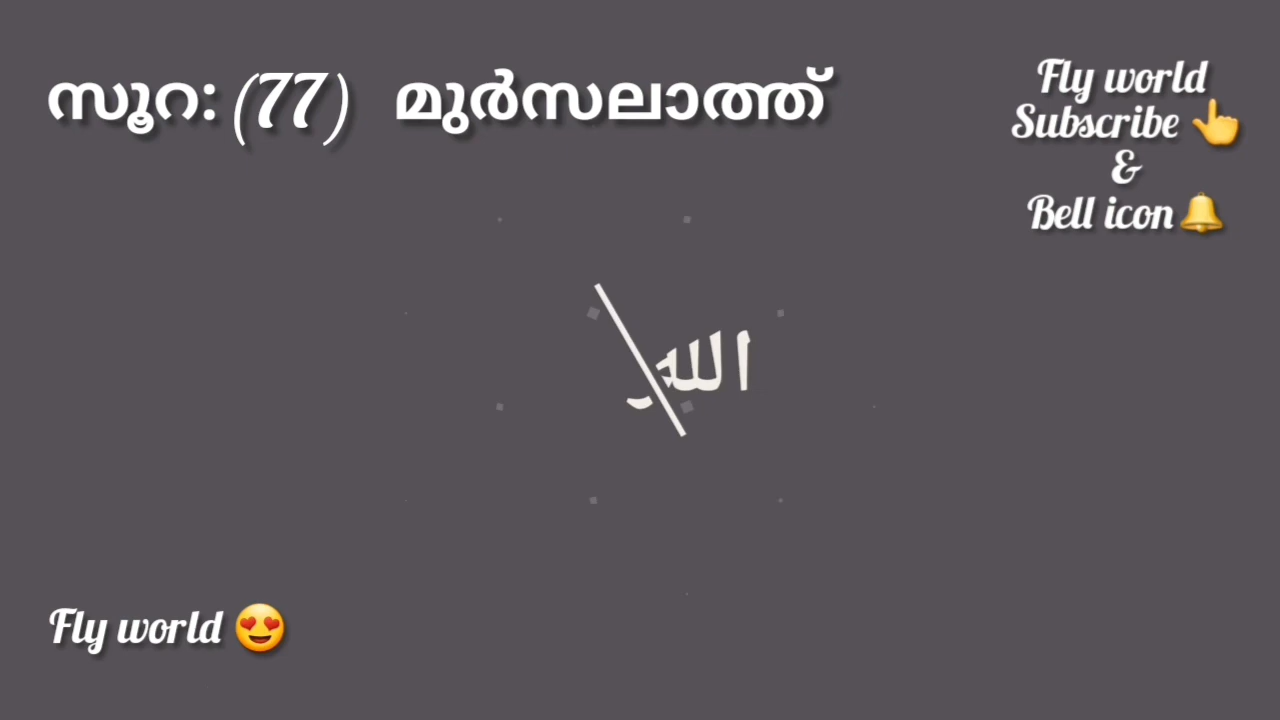 സൂറ: (77) മുർസലാത്ത്
Fly world
Subscribe 👆
&
Bell icon 🔔
الله
Fly world 😍